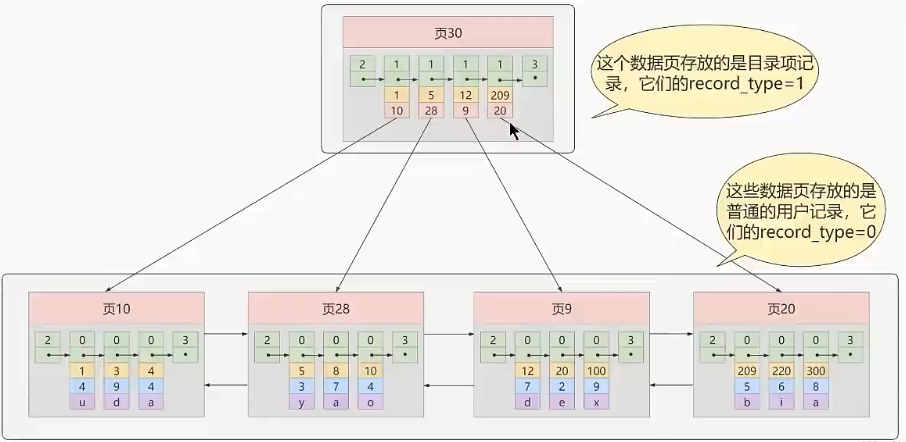 页30
2 1 1 1 1 3
1 5 12 209
10 28 9 20
这个数据页存放的是目录项记
录，它们的record_type=1
这些数据页存放的是
普通的用户记录，它
们的record_type=0
页10
2 0 0 0 3
1 3 4
4 9 4
u d a
页28
2 0 0 0 3
5 8 10
3 7 4
y a o
页9
2 0 0 0 3
12 20 100
7 2 9
d e x
页20
2 0 0 0 3
209 220 300
5 6 8
b i a